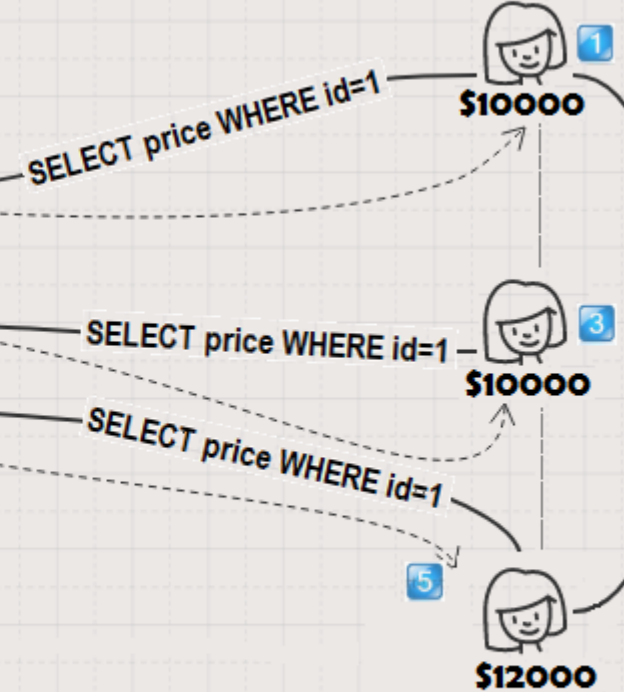 1
SELECT price WHERE id=1
$10000
3
SELECT price WHERE id=1
$10000
SELECT price WHERE id=1
5
$12000